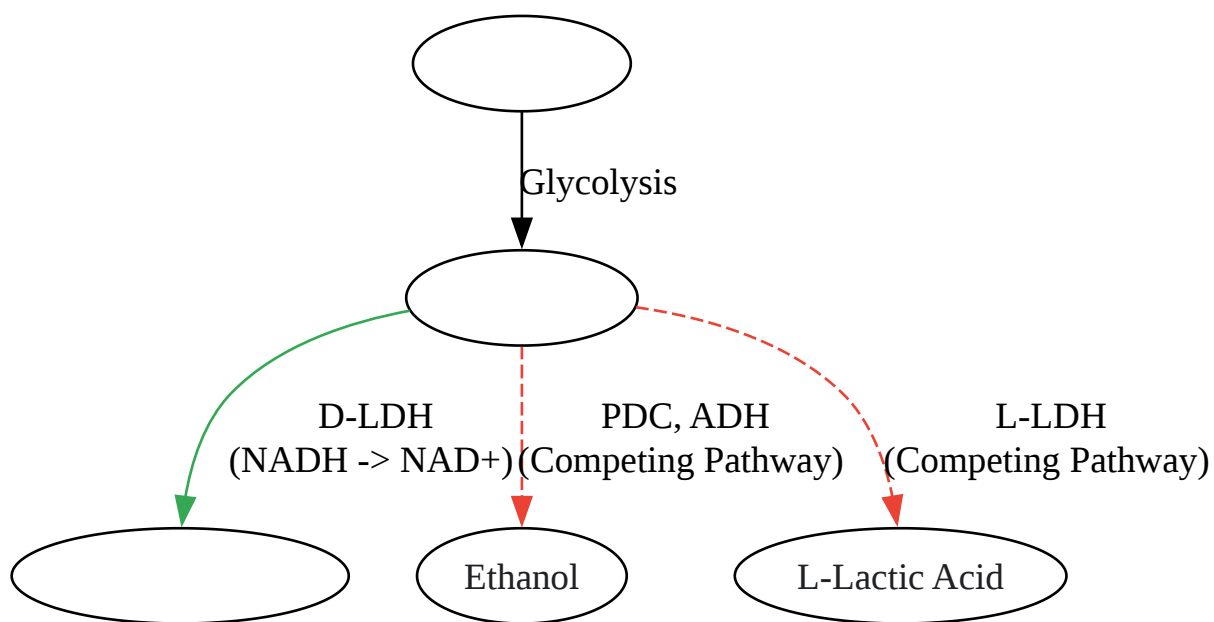 Glycolysis
D-LDH
(NADH -> NAD+)
PDC, ADH
(Competing Pathway)
L-LDH
(Competing Pathway)
Ethanol
L-Lactic Acid